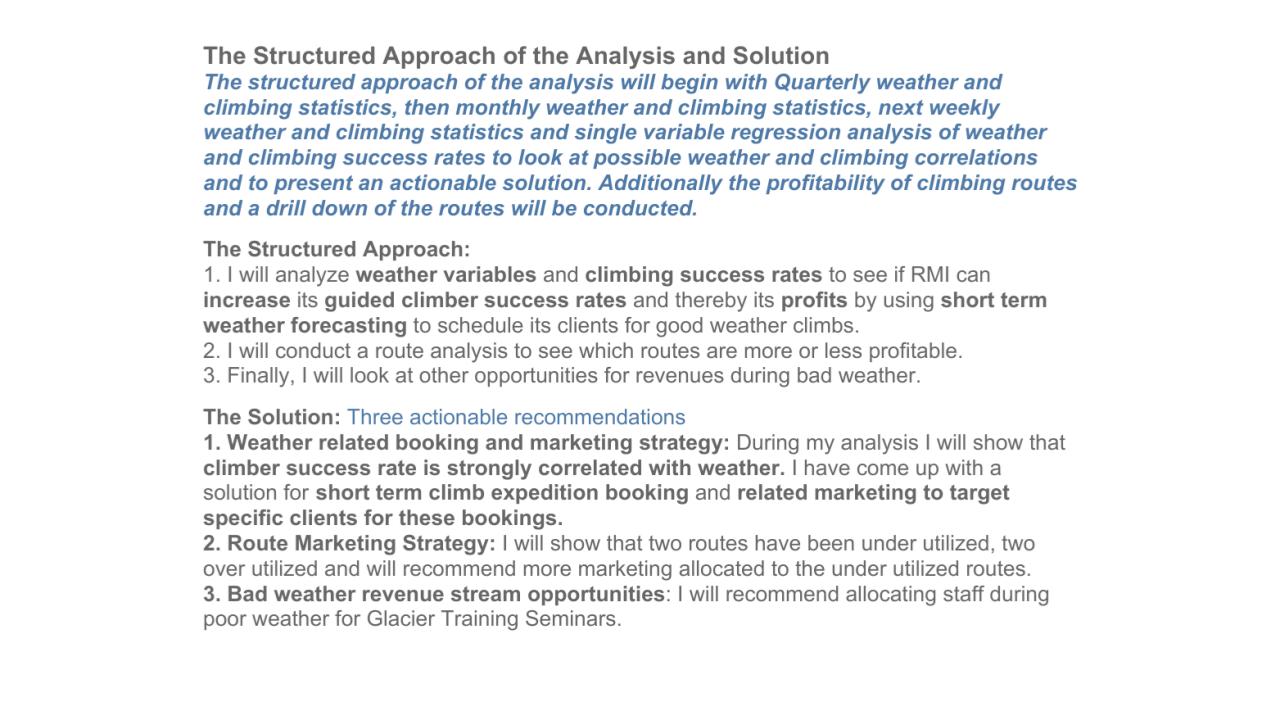 The Structured Approach of the Analysis and Solution
The structured approach of the analysis will begin with Quarterly weather and
climbing statistics, then monthly weather and climbing statistics, next weekly
weather and climbing statistics and single variable regression analysis of weather
and climbing success rates to look at possible weather and climbing correlations
and to present an actionable solution. Additionally the profitability of climbing routes
and a drill down of the routes will be conducted.
The Structured Approach:
1. I will analyze weather variables and climbing success rates to see if RMI can
increase its guided climber success rates and thereby its profits by using short term
weather forecasting to schedule its clients for good weather climbs.
2. I will conduct a route analysis to see which routes are more or less profitable.
3. Finally, I will look at other opportunities for revenues during bad weather.
The Solution: Three actionable recommendations
1. Weather related booking and marketing strategy: During my analysis I will show that
climber success rate is strongly correlated with weather. I have come up with a
solution for short term climb expedition booking and related marketing to target
specific clients for these bookings.
2. Route Marketing Strategy: I will show that two routes have been under utilized, two
over utilized and will recommend more marketing allocated to the under utilized routes.
3. Bad weather revenue stream opportunities: I will recommend allocating staff during
poor weather for Glacier Training Seminars.